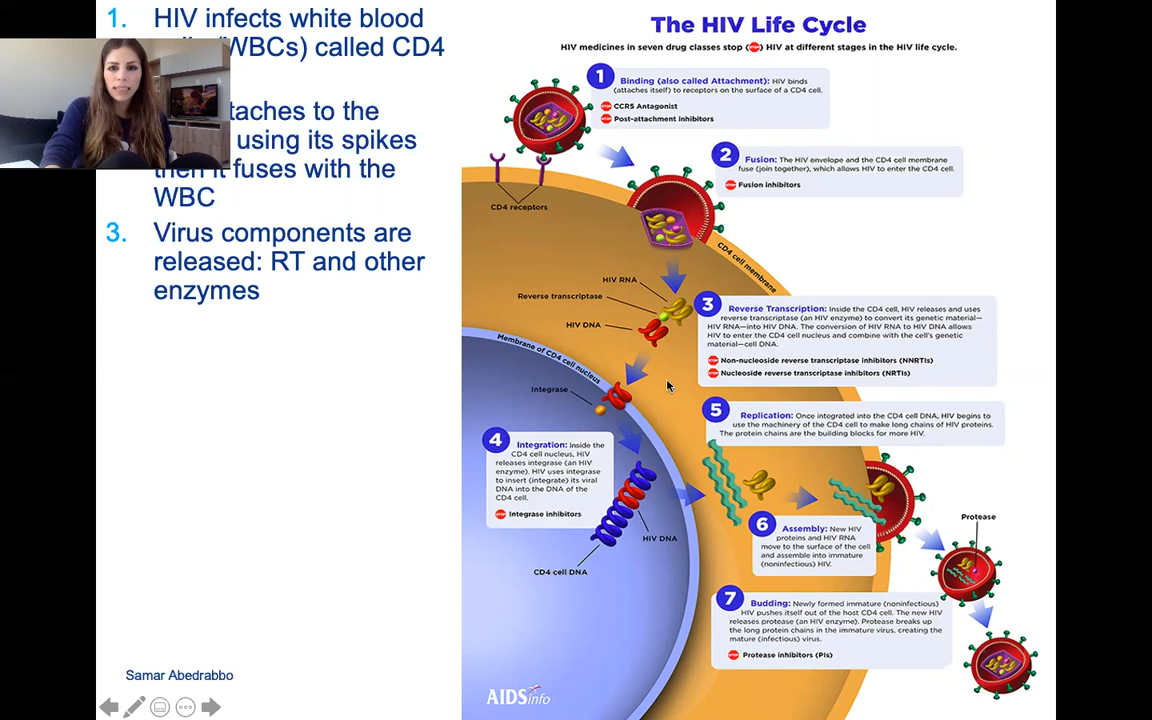 1. HIV infects white blood
(WBCs) called CD4
taches to the
using its spikes
then it fuses with the
WBC
3. Virus components are
released: RT and other
enzymes
Samar Abedrabbo
The HIV Life Cycle
HIV medicines in seven drug classes stop (STOP) HIV at different stages in the HIV life cycle.
1
Binding (also called Attachment): HIV binds
(attaches itself) to receptors on the surface of a CD4 cell.
STOP CCR5 Antagonist
STOP Post-attachment inhibitors
2
Fusion: The HIV envelope and the CD4 cell membrane
fuse (join together), which allows HIV to enter the CD4 cell.
STOP Fusion inhibitors
CD4 receptors
CD4 cell membrane
HIV RNA
Reverse transcriptase
HIV DNA
3
Reverse Transcription: Inside the CD4 cell, HIV releases and uses
reverse transcriptase (an HIV enzyme) to convert its genetic material—
HIV RNA—into HIV DNA. The conversion of HIV RNA to HIV DNA allows
HIV to enter the CD4 cell nucleus and combine with the cell's genetic
material—cell DNA.
STOP Non-nucleoside reverse transcriptase inhibitors (NNRTIs)
STOP Nucleoside reverse transcriptase inhibitors (NRTIs)
Membrane of CD4 cell nucleus
Integrase
4
Integration: Inside the
CD4 cell nucleus, HIV
releases integrase (an HIV
enzyme). HIV uses integrase
to insert (integrate) its viral
DNA into the DNA of the
CD4 cell.
STOP Integrase inhibitors
HIV DNA
CD4 cell DNA
5
Replication: Once integrated into the CD4 cell DNA, HIV begins to
use the machinery of the CD4 cell to make long chains of HIV proteins.
The protein chains are the building blocks for more HIV.
6
Assembly: New HIV
proteins and HIV RNA
move to the surface of the cell
and assemble into immature
(noninfectious) HIV.
Protease
7
Budding: Newly formed immature (noninfectious)
HIV pushes itself out of the host CD4 cell. The new HIV
releases protease (an HIV enzyme). Protease breaks up
the long protein chains in the immature virus, creating the
mature (infectious) virus.
STOP Protease inhibitors (PIs)
AIDSinfo